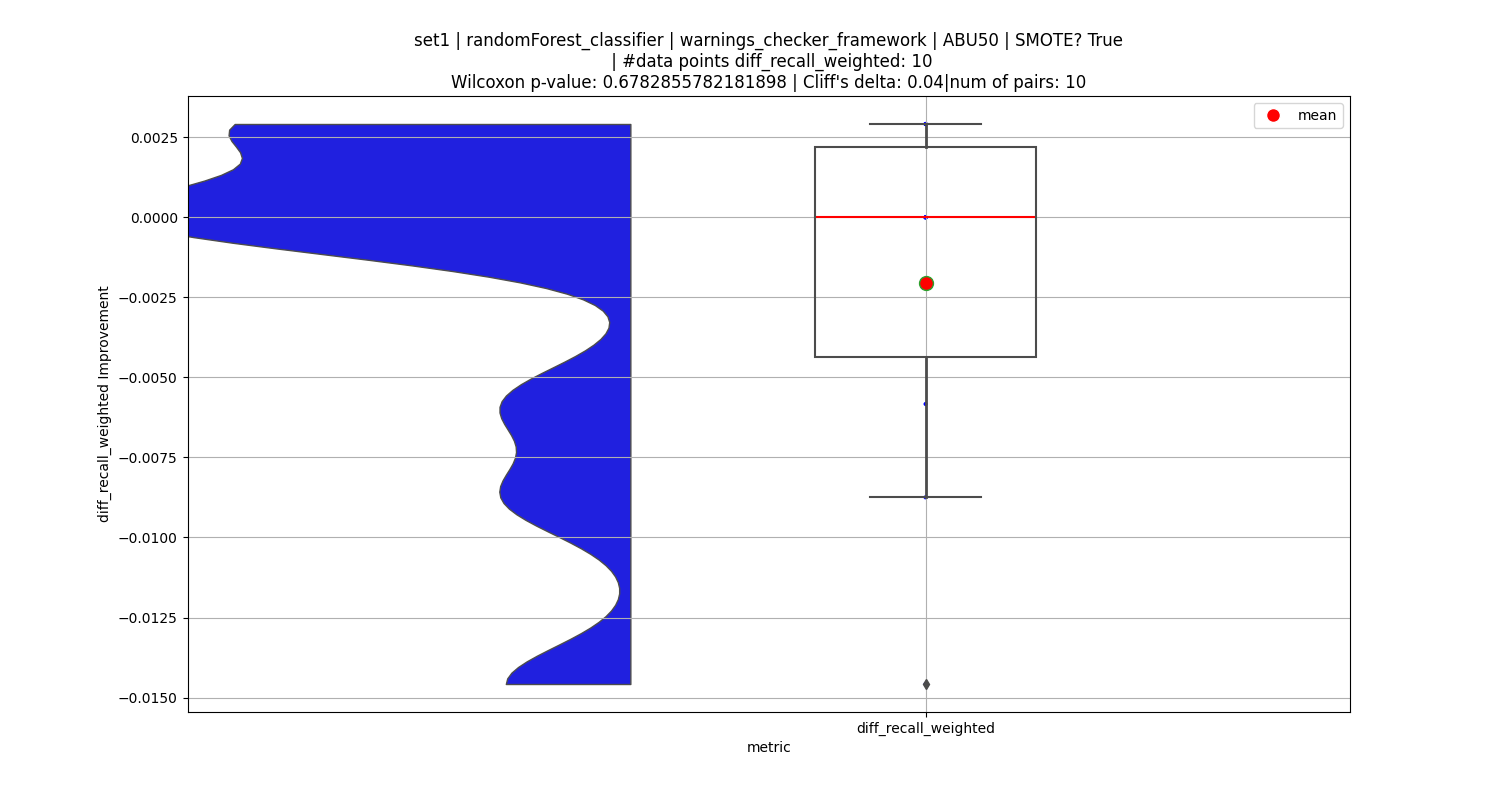 set1 | randomForest_classifier | warnings_checker_framework | ABU50 | SMOTE? True
| #data points diff_recall_weighted: 10
Wilcoxon p-value: 0.6782855782181898 | Cliff's delta: 0.04|num of pairs: 10
mean
0.0025
0.0000
−0.0025
−0.0050
−0.0075
−0.0100
−0.0125
−0.0150
diff_recall_weighted Improvement
diff_recall_weighted
metric